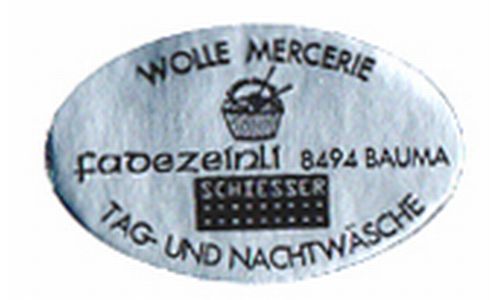 WOLLE MERCERIE
fadezeinli 8494 BAUMA
SCHIESSER
TAG- UND NACHTWÄSCHE